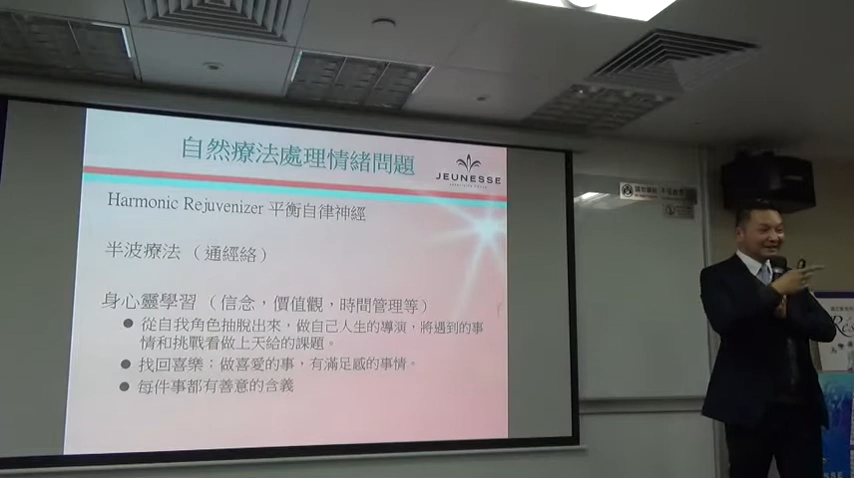 自然療法處理情緒問題
JEUNESSE
Harmonic Rejuvenizer 平衡自律神經
半波療法 （通經絡）
身心靈學習 （信念，價值觀，時間管理等）
● 從自我角色抽脫出來，做自己人生的導演，將遇到的事
情和挑戰看做上天給的課題。
● 找回喜樂：做喜愛的事，有滿足感的事情。
● 每件事都有善意的含義